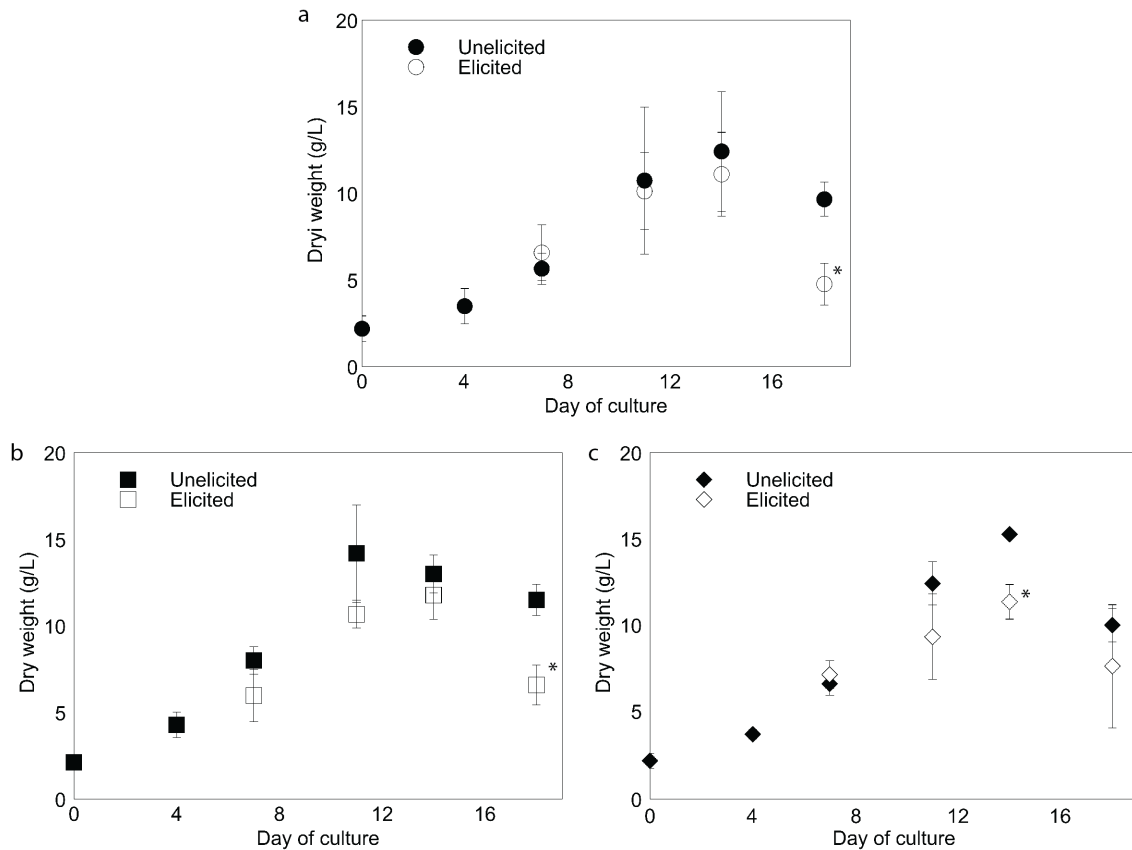 a
20
15
10
5
0
Unelicited
Elicited
Dryi weight (g/L)
0 4 8 12 16
Day of culture
b
20
15
10
5
0
Unelicited
Elicited
*
Dry weight (g/L)
0 4 8 12 16
Day of culture
c
20
15
10
5
0
Unelicited
Elicited
*
Dry weight (g/L)
0 4 8 12 16
Day of culture
*